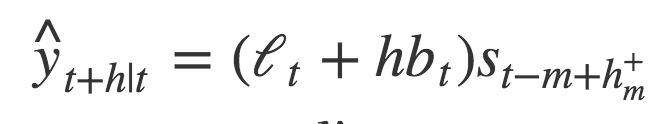 ŷ_{t+h|t} = (ℓ_t + hb_t)s_{t−m+h_m^+}